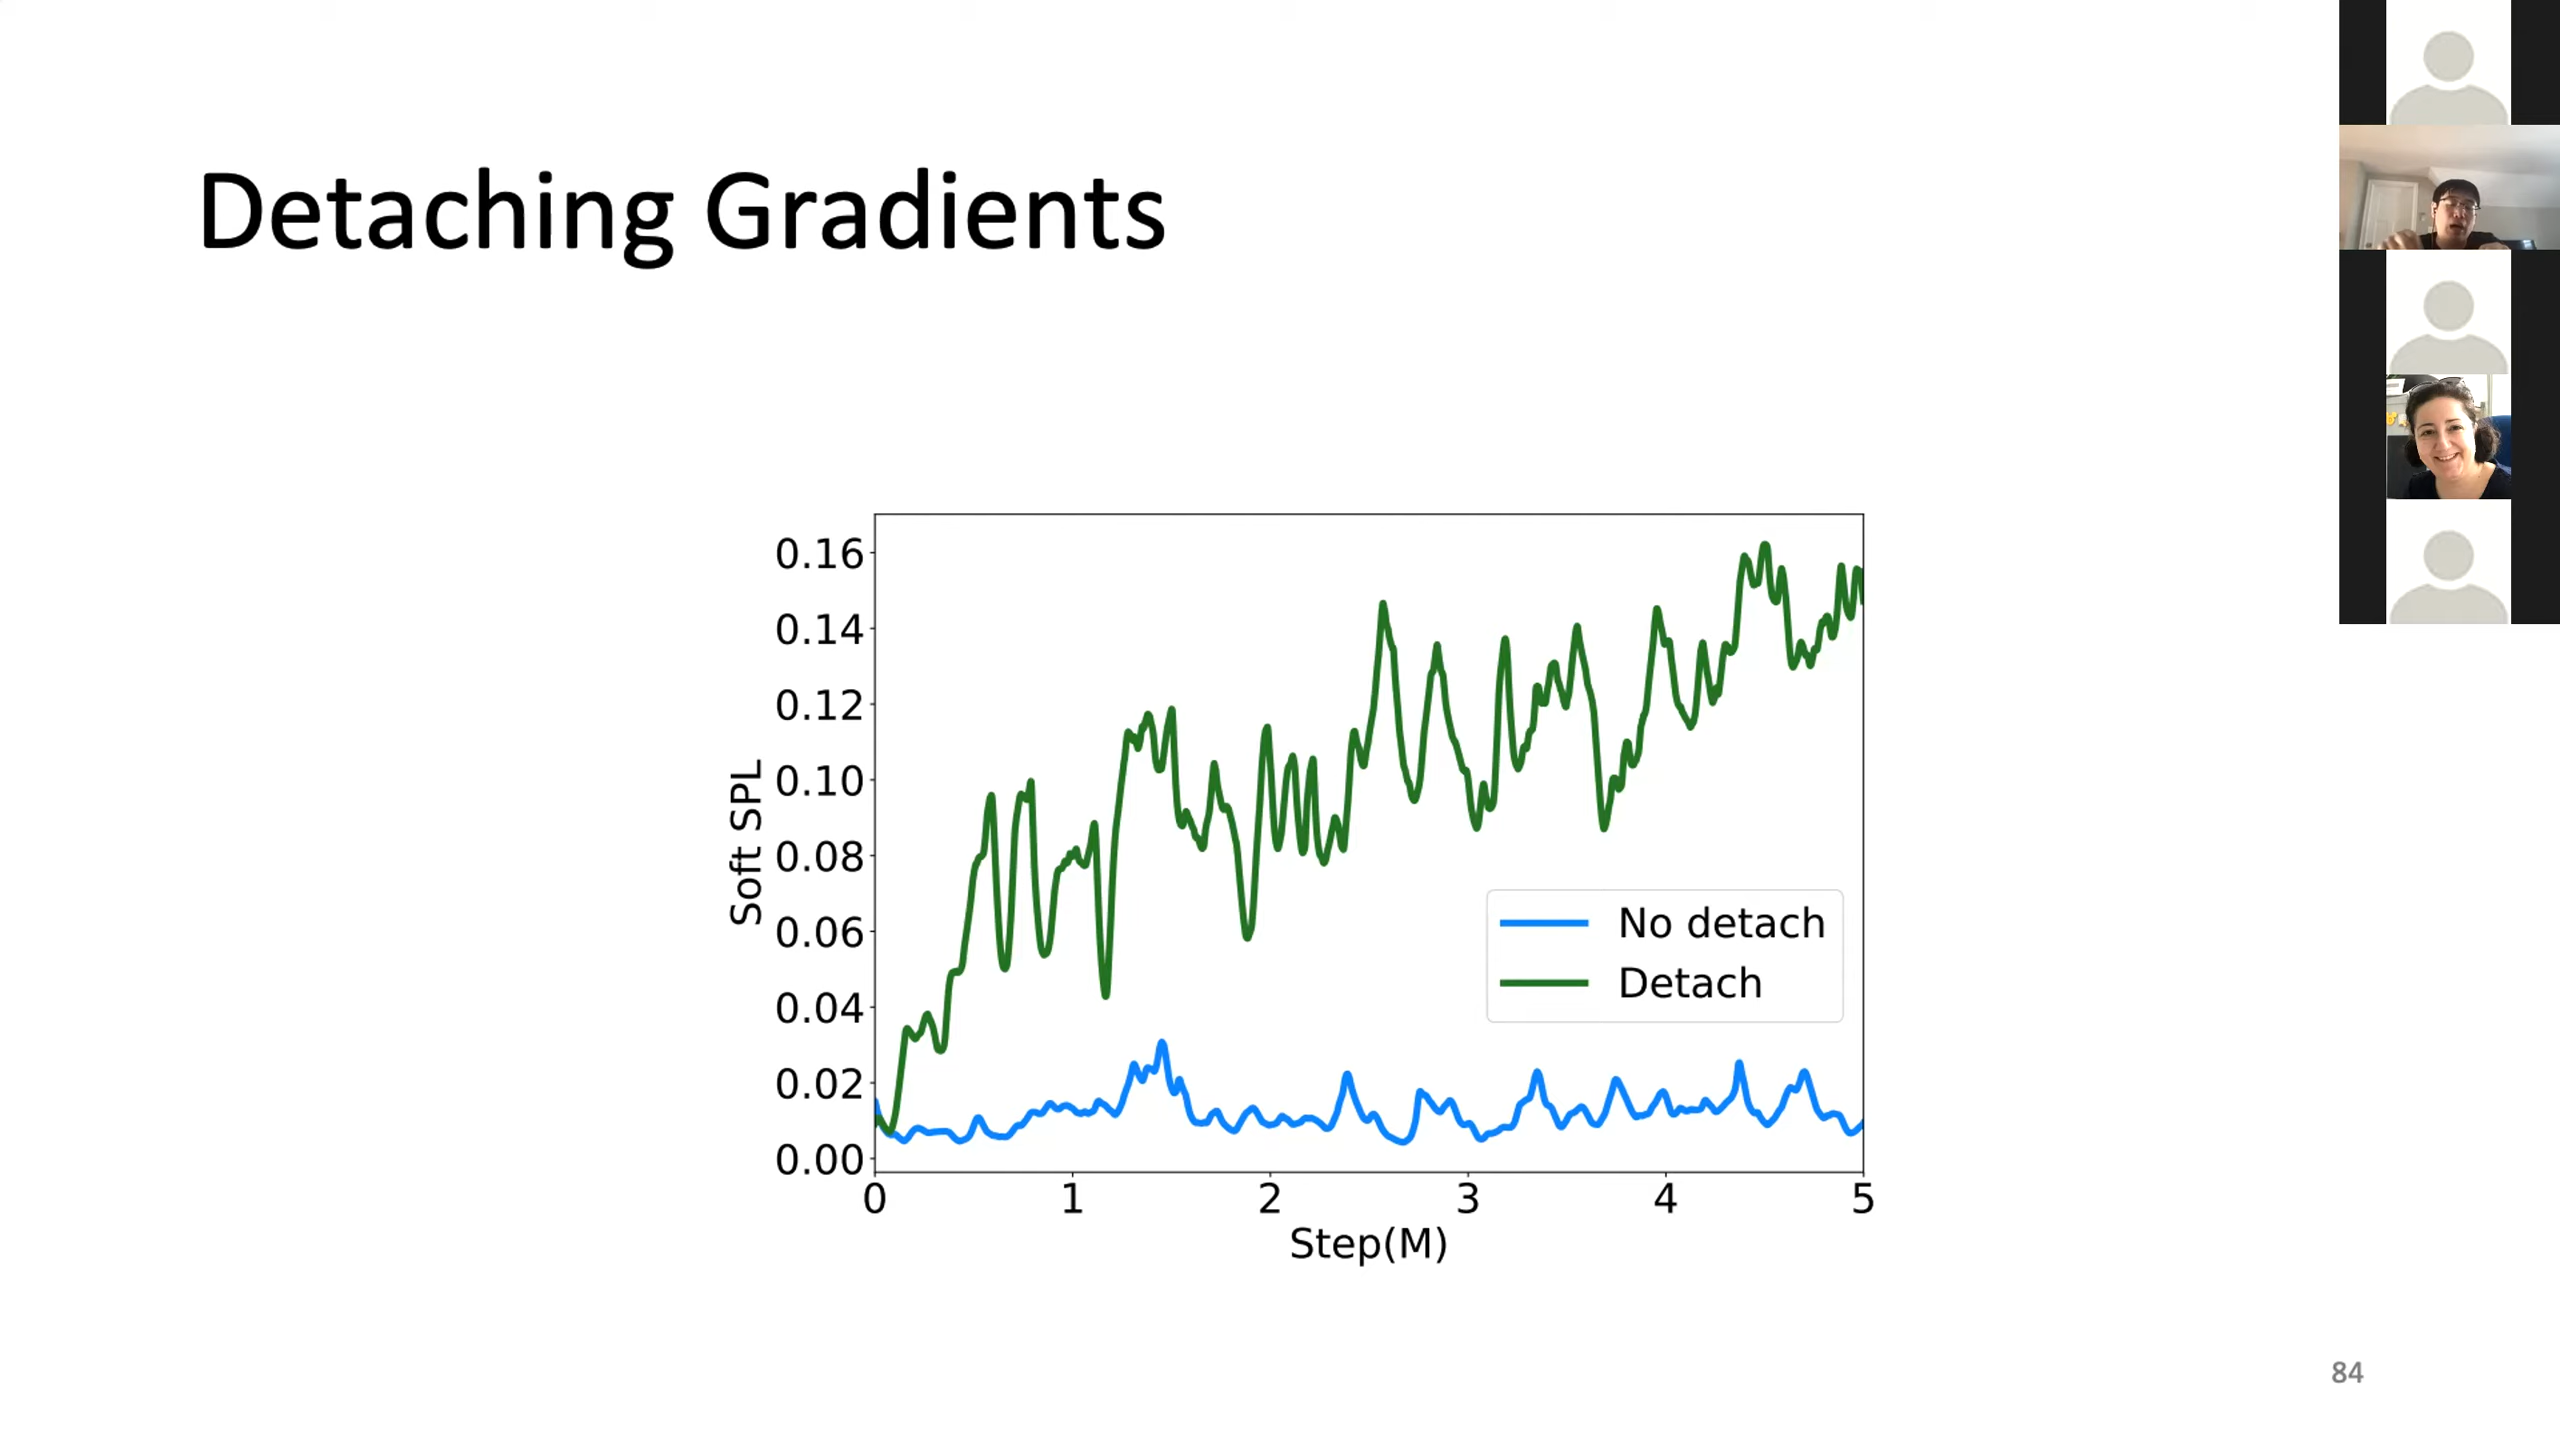 Detaching Gradients
0.16
0.14
0.12
0.10
0.08
0.06
0.04
0.02
0.00
Soft SPL
No detach
Detach
0 1 2 3 4 5
Step(M)
84